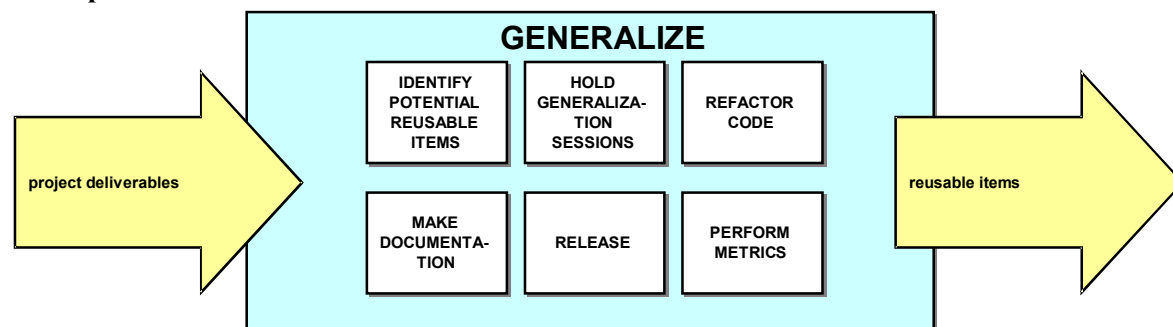 GENERALIZE
IDENTIFY
POTENTIAL
REUSABLE
ITEMS
HOLD
GENERALIZA-
TION
SESSIONS
REFACTOR
CODE
project deliverables
reusable items
MAKE
DOCUMENTA-
TION
RELEASE
PERFORM
METRICS